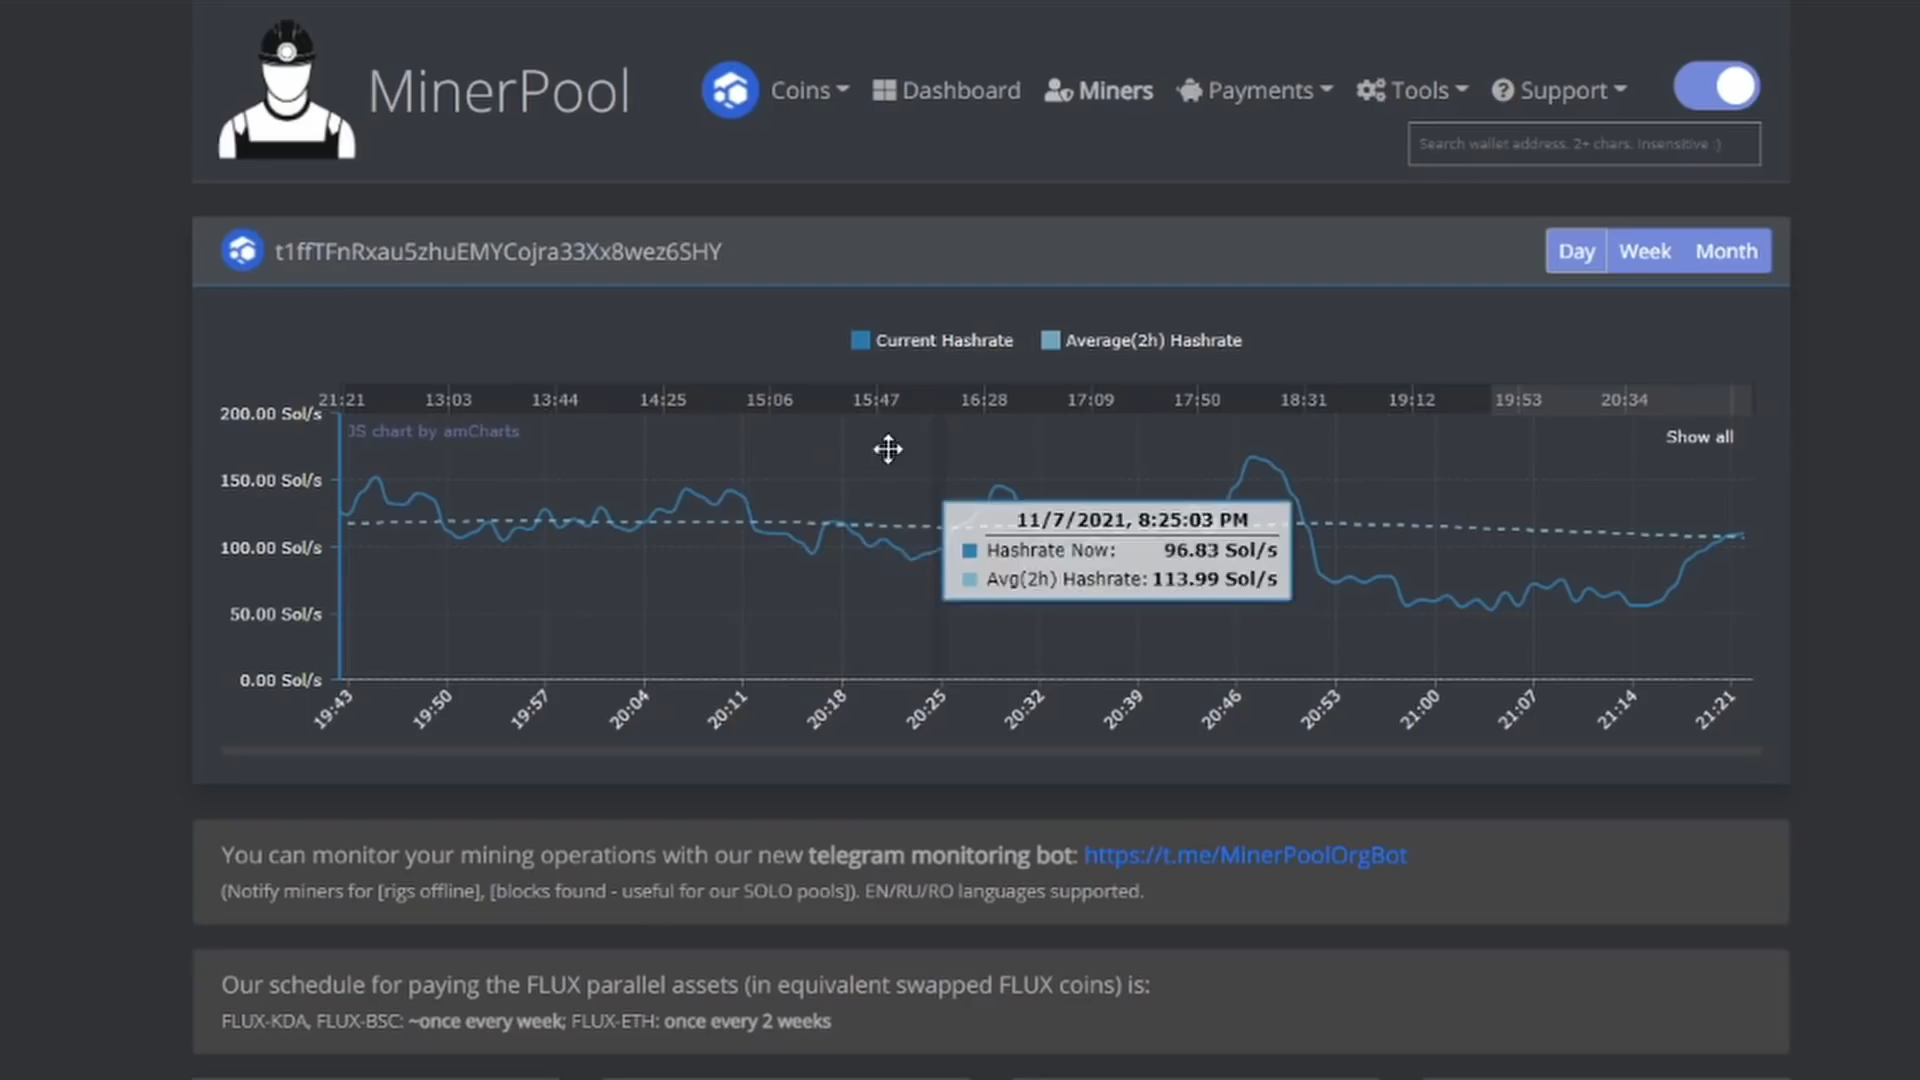 MinerPool
Coins
Dashboard
Miners
Payments
Tools
Support
Search wallet address. 2+ chars. Insensitive :)
t1ffTFnRxau5zhuEMYCojra33Xx8wez6SHY
Day Week Month
Current Hashrate Average(2h) Hashrate
21:21 13:03 13:44 14:25 15:06 15:47 16:28 17:09 17:50 18:31 19:12 19:53 20:34
200.00 Sol/s
JS chart by amCharts
Show all
150.00 Sol/s
100.00 Sol/s
50.00 Sol/s
0.00 Sol/s
11/7/2021, 8:25:03 PM
Hashrate Now: 96.83 Sol/s
Avg(2h) Hashrate: 113.99 Sol/s
19:43 19:50 19:57 20:04 20:11 20:18 20:25 20:32 20:39 20:46 20:53 21:00 21:07 21:14 21:21
You can monitor your mining operations with our new telegram monitoring bot: https://t.me/MinerPoolOrgBot
(Notify miners for [rigs offline], [blocks found - useful for our SOLO pools]). EN/RU/RO languages supported.
Our schedule for paying the FLUX parallel assets (in equivalent swapped FLUX coins) is:
FLUX-KDA, FLUX-BSC: ~once every week; FLUX-ETH: once every 2 weeks